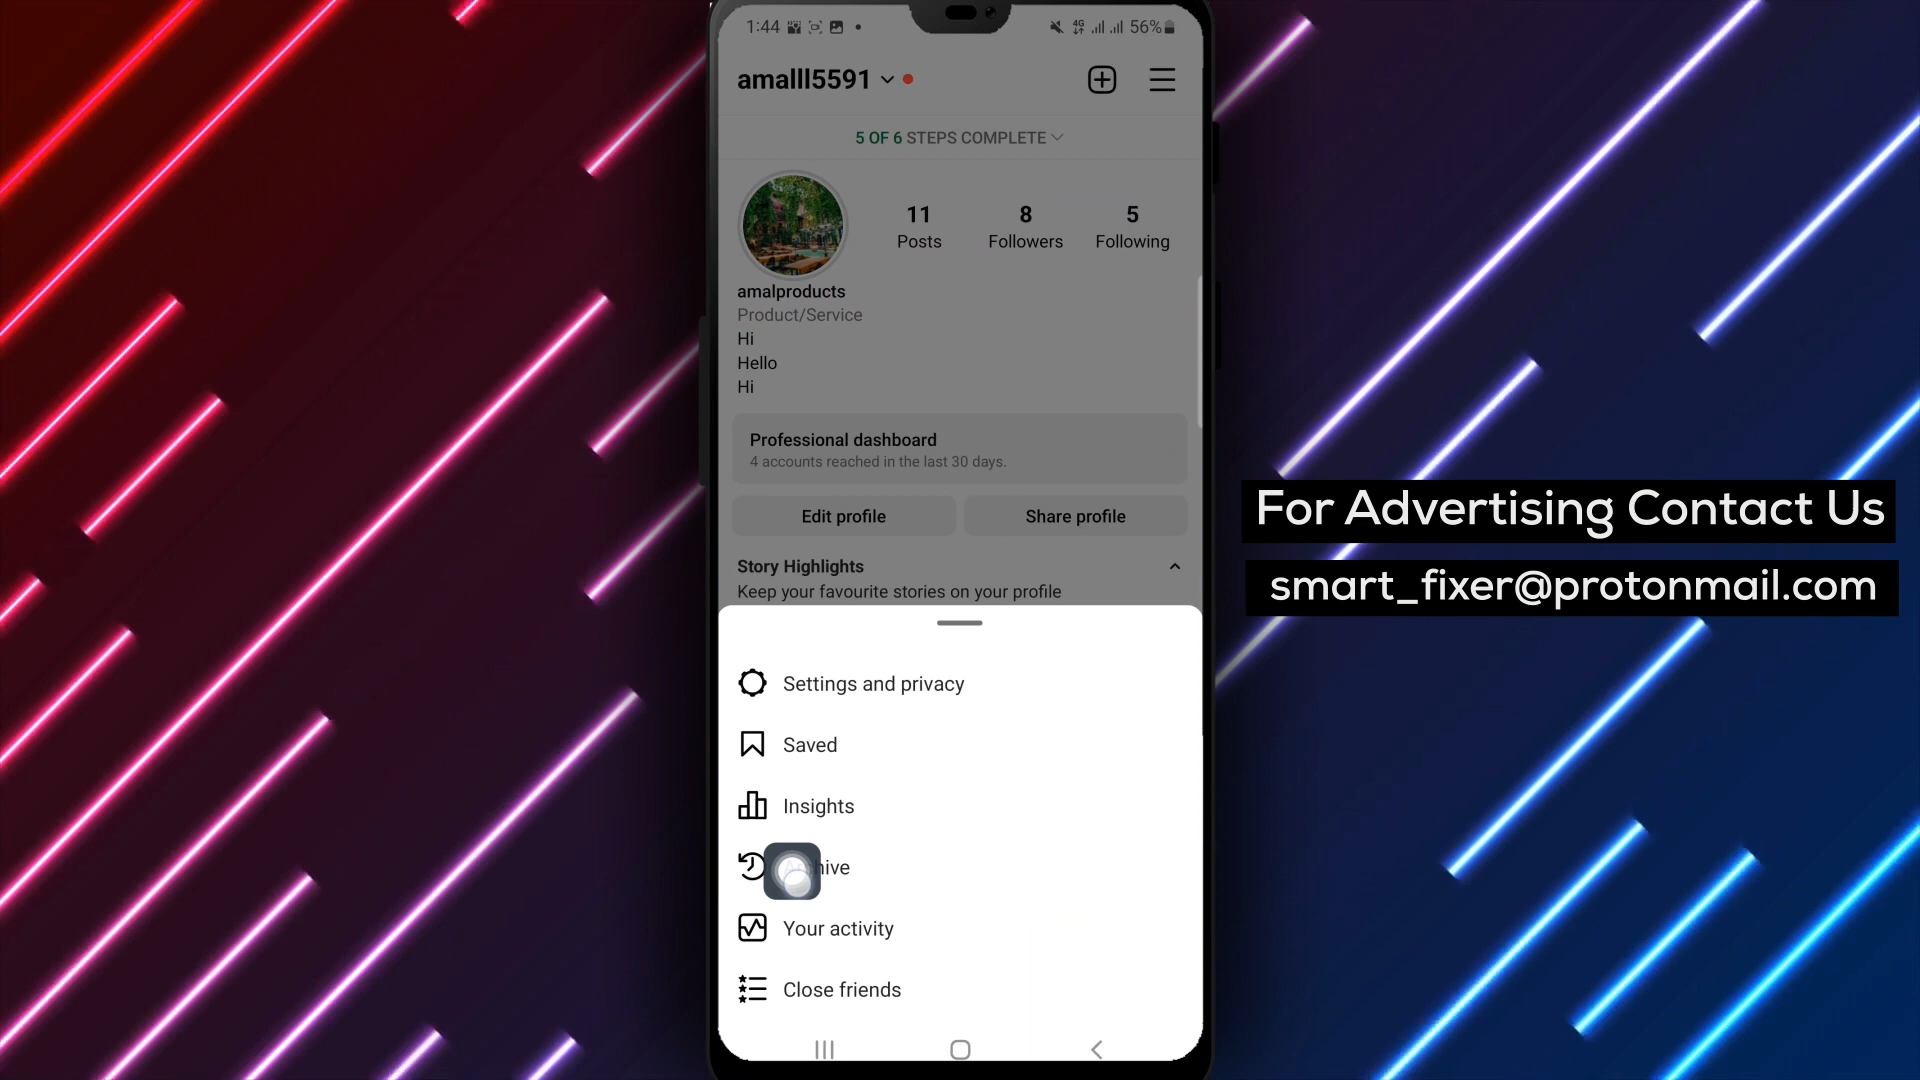 1:44
4G
56%
amalll5591
5 OF 6 STEPS COMPLETE
11
8
5
Posts
Followers
Following
amalproducts
Product/Service
Hi
Hello
Hi
Professional dashboard
4 accounts reached in the last 30 days.
Edit profile
Share profile
Story Highlights
Keep your favourite stories on your profile
For Advertising Contact Us
smart_fixer@protonmail.com
Settings and privacy
Saved
Insights
Your activity
Close friends